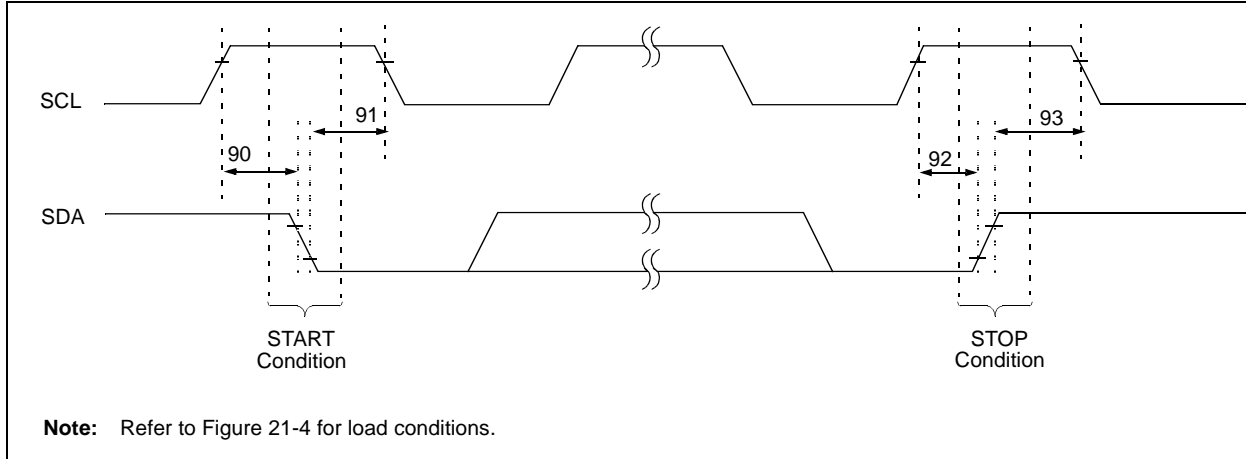 SCL
91
93
90
92
SDA
START
Condition
STOP
Condition
Note: Refer to Figure 21-4 for load conditions.